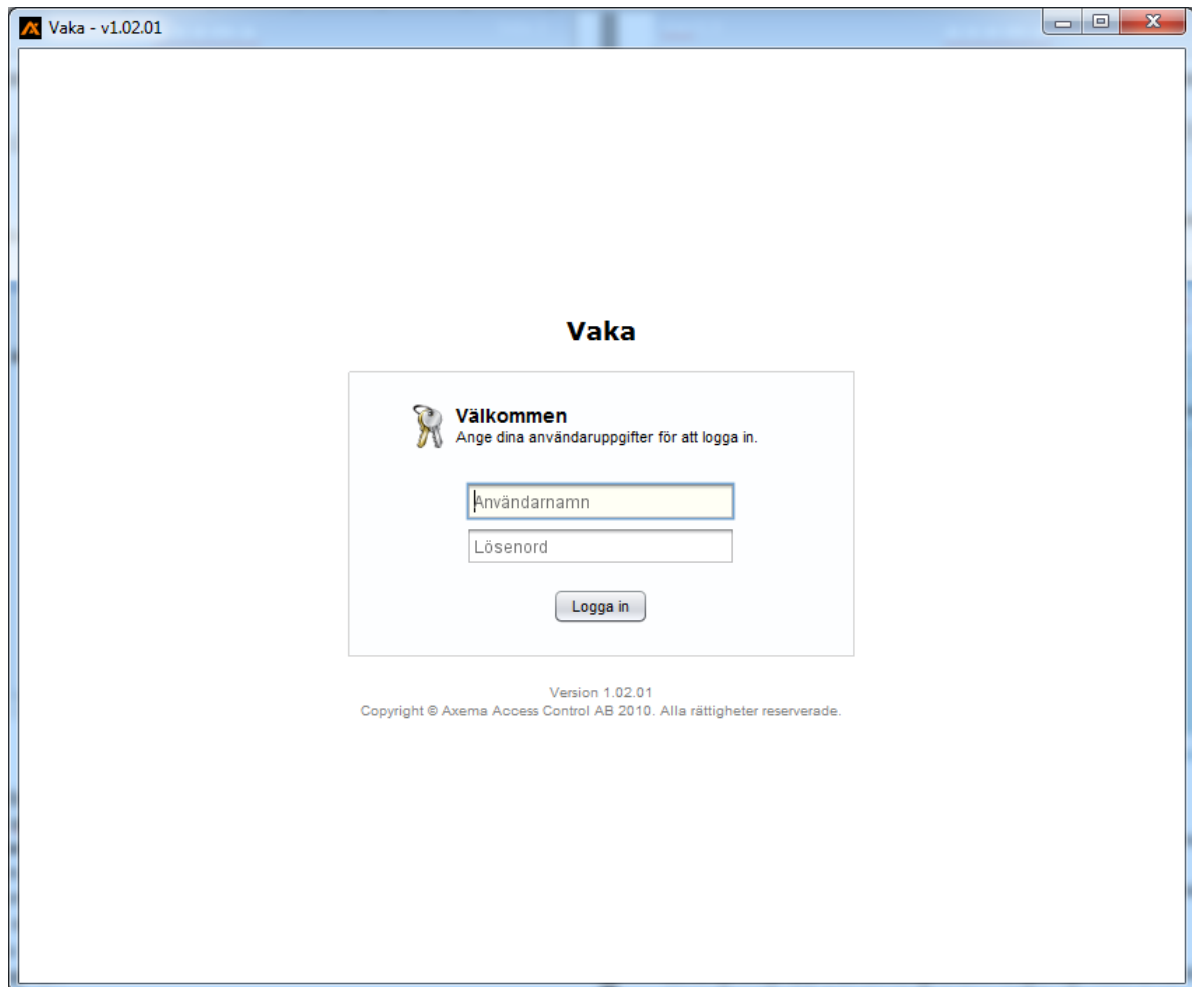 Vaka - v1.02.01
Vaka
Välkommen
Ange dina användaruppgifter för att logga in.
Användarnamn
Lösenord
Logga in
Version 1.02.01
Copyright © Axema Access Control AB 2010. Alla rättigheter reserverade.